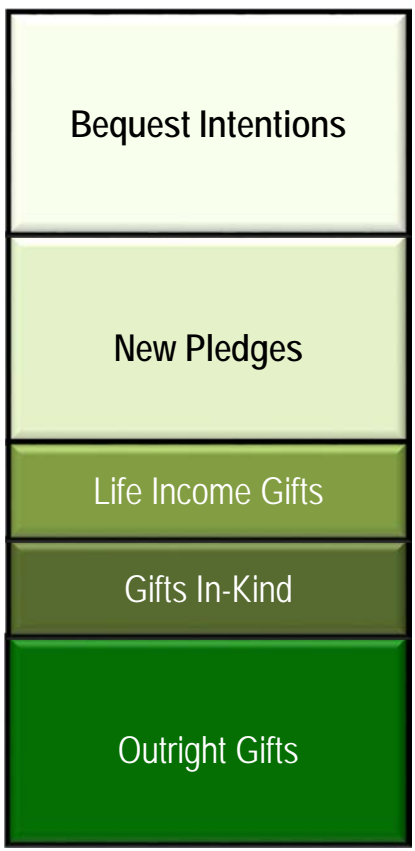 Bequest Intentions
New Pledges
Life Income Gifts
Gifts In-Kind
Outright Gifts